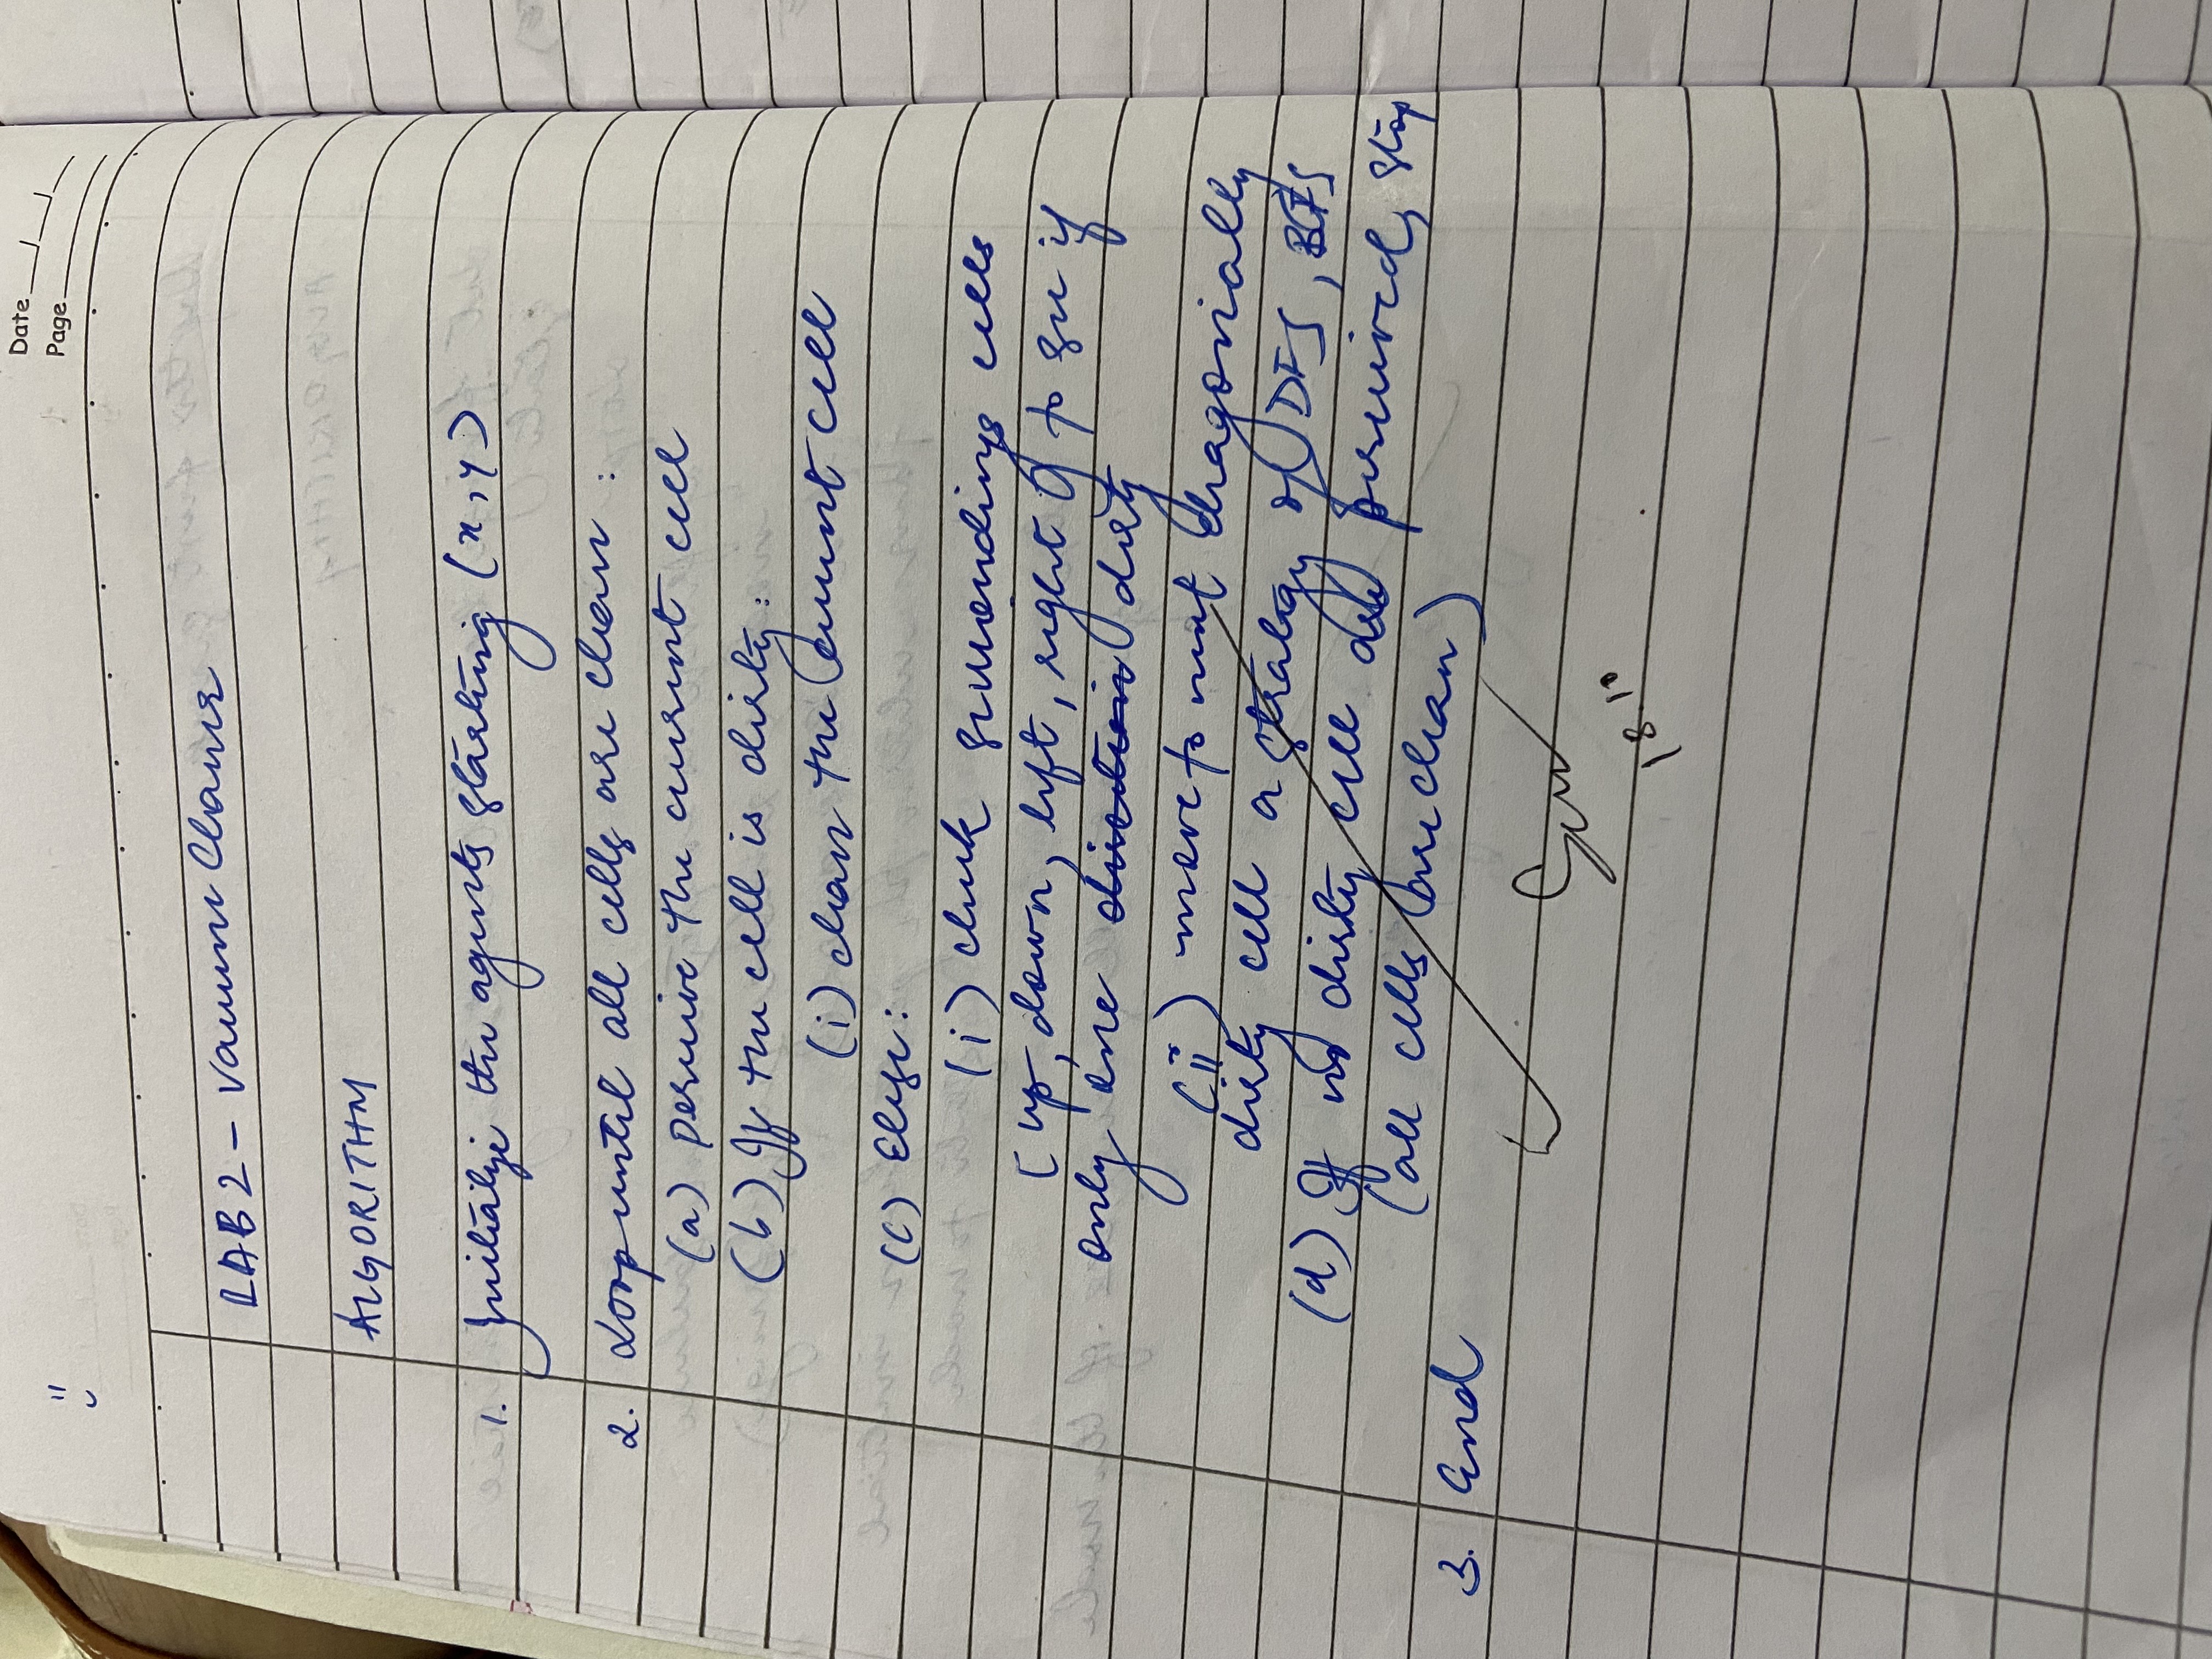 Date
Page
LAB 2 - Vacuum Cleaner
ALGORITHM
1. Initialize the agents starting (x, y)
2. Loop until all cells are clean :
(a) Perceive the current cell
(b) If the cell is dirty :
(i) clean the current cell
(c) Else :
(i) check surroundings cells
(up, down, left, right) to see if
only one direction dirty
(ii) move to next diagonially
dirty cell a strategy of DFS, BFS
(d) If no dirty cell are perceived, stop
(all cells are clean)
3. End
18.10